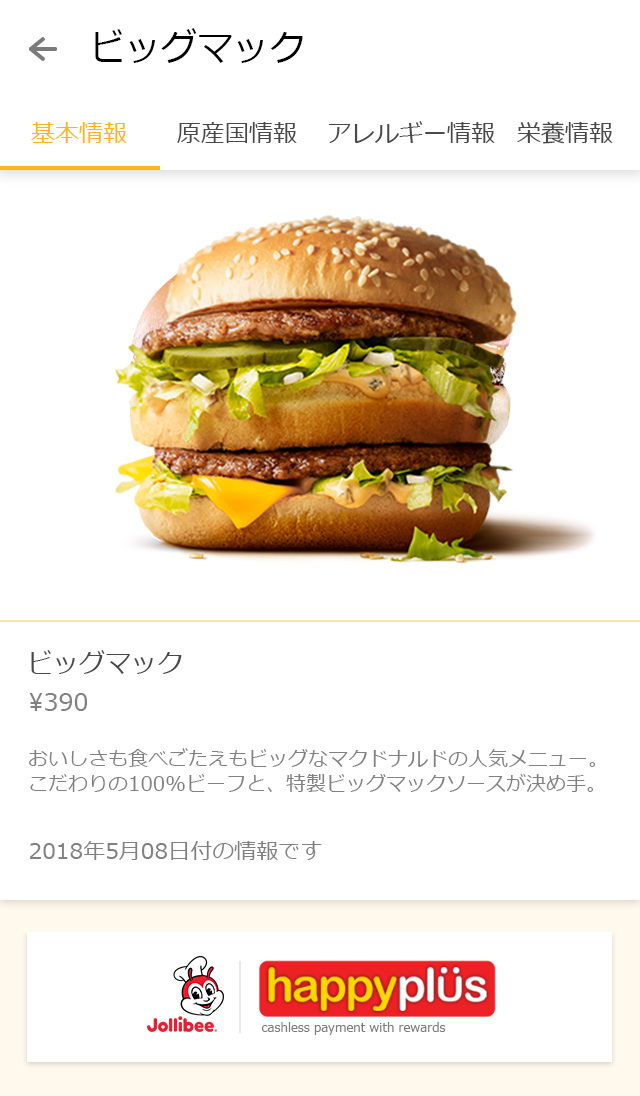 ビッグマック
基本情報 原産国情報 アレルギー情報 栄養情報
ビッグマック
¥390
おいしさも食べごたえもビッグなマクドナルドの人気メニュー。
こだわりの100%ビーフと、特製ビッグマックソースが決め手。
2018年5月08日付の情報です
Jollibee.
happyplüs
cashless payment with rewards